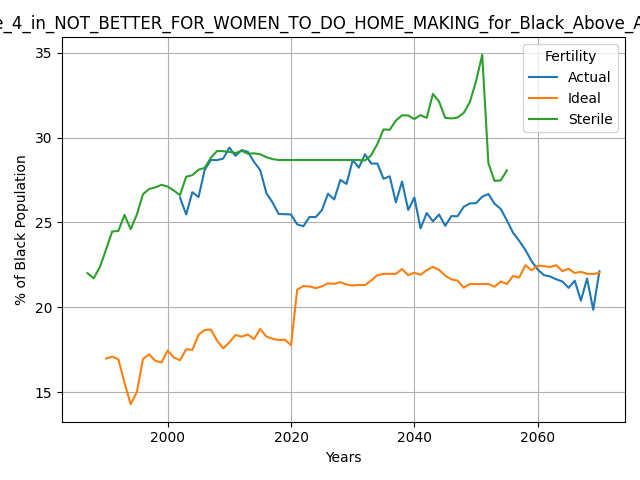 e_4_in_NOT_BETTER_FOR_WOMEN_TO_DO_HOME_MAKING_for_Black_Above_A
Fertility
Actual
Ideal
Sterile
% of Black Population
35
30
25
20
15
2000
2020
2040
2060
Years